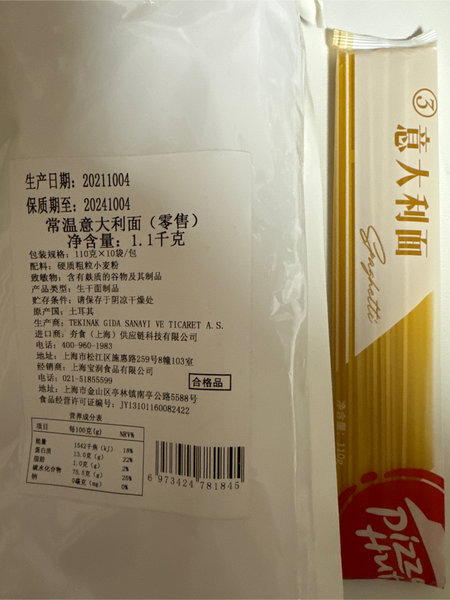 生产日期: 20211004
保质期至: 20241004
常温意大利面（零售）
净含量: 1.1千克
包装规格: 110克×10袋/包
配料: 硬质粗粒小麦粉
致敏物: 含有麸质的谷物及其制品
产品类型: 生干面制品
贮存条件: 请保存于阴凉干燥处
原产国: 土耳其
生产商: TEKINAK GIDA SANAYI VE TICARET A.S.
进口商: 夯食（上海）供应链科技有限公司
电话: 400-960-1983
地址: 上海市松江区施惠路259号8幢103室
经销商: 上海宝润食品有限公司
电话: 021-51855599
地址: 上海市金山区亭林镇南亭公路5588号
食品经营许可证编号: JY13101160082422
合格品
营养成分表
项目 每100克(g) NRV%
能量 1542千焦(kJ) 18%
蛋白质 13.0克(g) 22%
脂肪 1.0克(g) 2%
碳水化合物 75.8克(g) 25%
钠 0毫克(mg) 0%
6 973424 781845
③ 意大利面
Spaghetti
净含量: 110g
Pizza
Hut